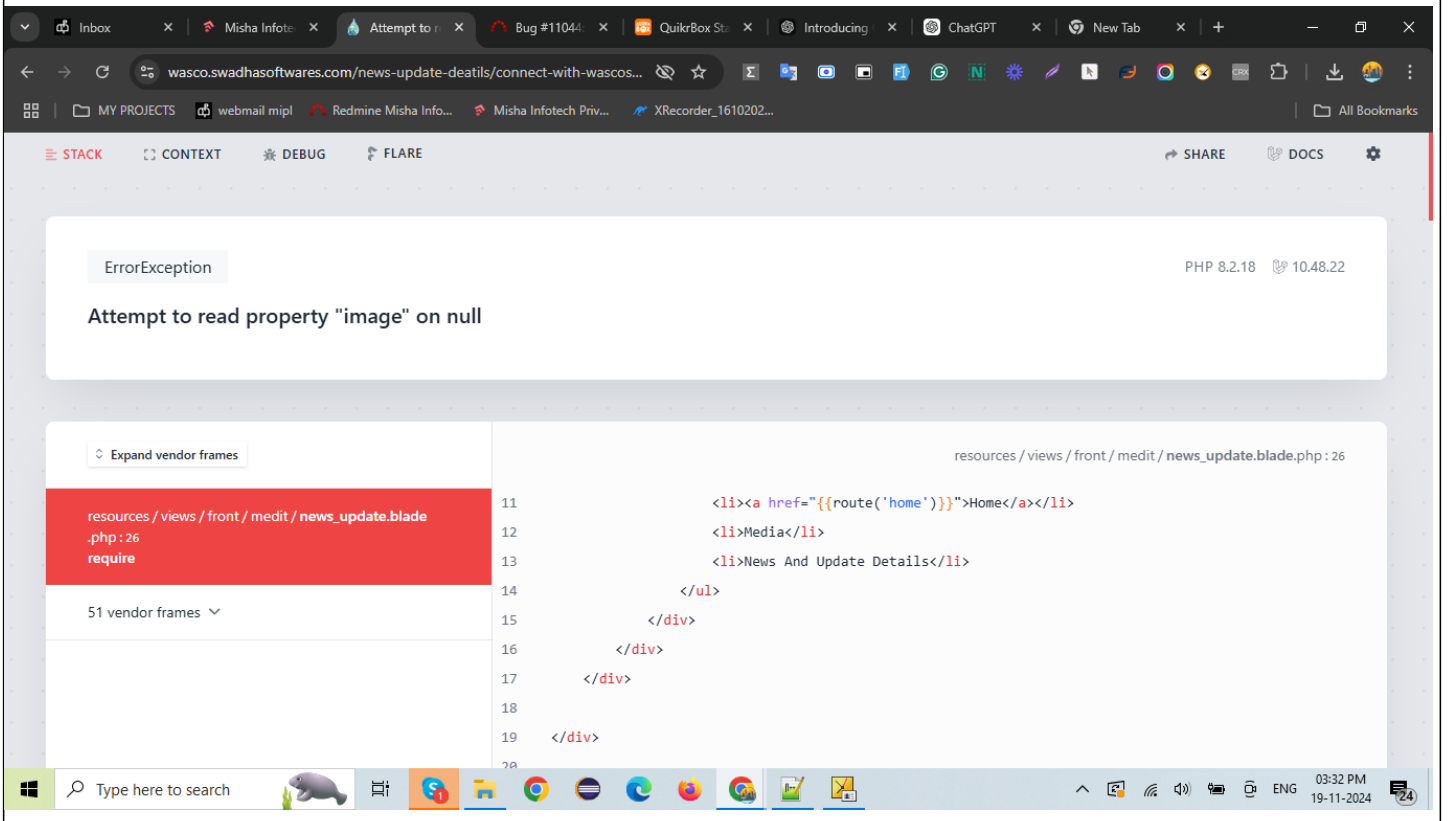 Inbox
Misha Infote
Attempt to r
Bug #11044:
QuikrBox Sta
Introducing
ChatGPT
New Tab
wasco.swadhasoftwares.com/news-update-deatils/connect-with-wascos...
MY PROJECTS
webmail mipl
Redmine Misha Info...
Misha Infotech Priv...
XRecorder_1610202...
All Bookmarks
STACK
CONTEXT
DEBUG
FLARE
SHARE
DOCS
ErrorException
PHP 8.2.18
10.48.22
Attempt to read property "image" on null
Expand vendor frames
resources / views / front / medit / news_update.blade.php : 26
resources / views / front / medit / news_update.blade
.php : 26
require
51 vendor frames
11 <li><a href="{{route('home')}}">Home</a></li>
12 <li>Media</li>
13 <li>News And Update Details</li>
14 </ul>
15 </div>
16 </div>
17 </div>
18
19 </div>
20
Type here to search
ENG
03:32 PM
19-11-2024
24